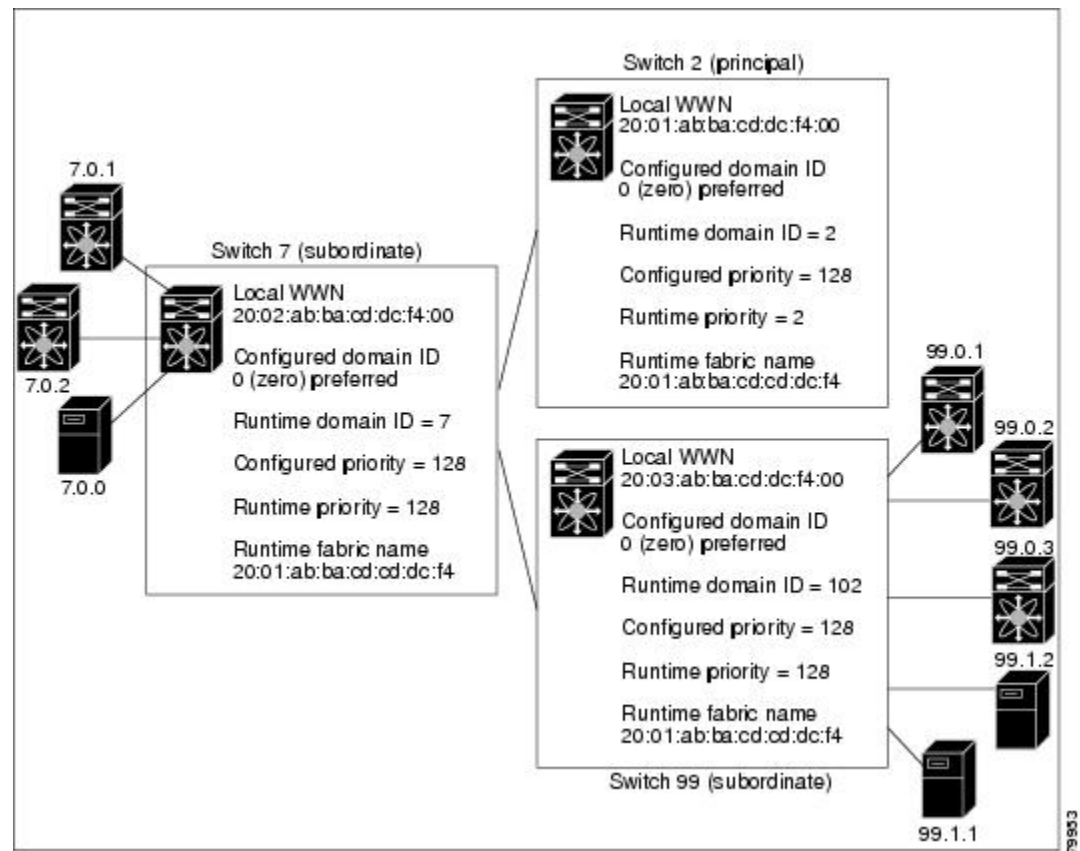 Switch 2 (principal)
Local WWN
20:01:ab:ba:cd:dc:f4:00
Configured domain ID
0 (zero) preferred
Runtime domain ID = 2
Configured priority = 128
Runtime priority = 2
Runtime fabric name
20:01:ab:ba:cd:cd:dc:f4
7.0.1
7.0.2
7.0.0
Switch 7 (subordinate)
Local WWN
20:02:ab:ba:cd:dc:f4:00
Configured domain ID
0 (zero) preferred
Runtime domain ID = 7
Configured priority = 128
Runtime priority = 128
Runtime fabric name
20:01:ab:ba:cd:cd:dc:f4
Local WWN
20:03:ab:ba:cd:dc:f4:00
Configured domain ID
0 (zero) preferred
Runtime domain ID = 102
Configured priority = 128
Runtime priority = 128
Runtime fabric name
20:01:ab:ba:cd:cd:dc:f4
Switch 99 (subordinate)
99.0.1
99.0.2
99.0.3
99.1.2
99.1.1
79953